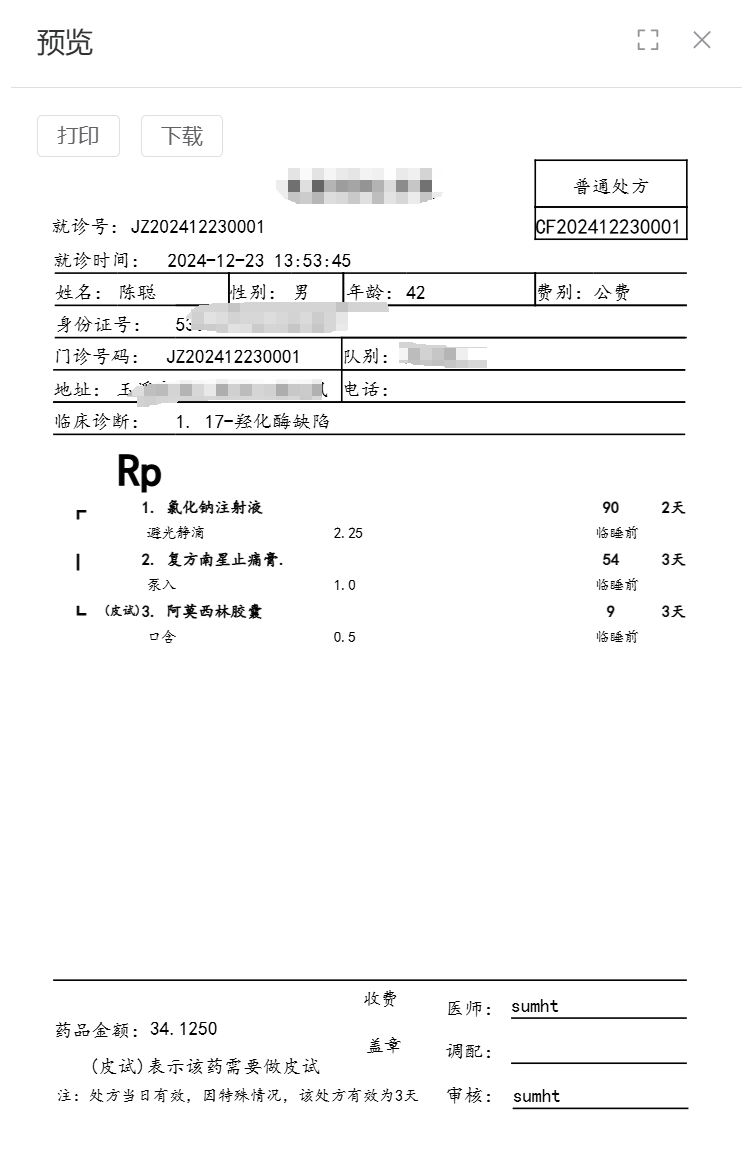 预览
打印 下载
普通处方
就诊号: JZ202412230001 CF202412230001
就诊时间: 2024-12-23 13:53:45
姓名: 陈聪 性别: 男 年龄: 42 费别: 公费
身份证号: 53
门诊号码: JZ202412230001 队别:
地址: 玉 电话:
临床诊断: 1. 17-羟化酶缺陷
Rp
┏ 1. 氯化钠注射液 90 2天
避光静滴 2.25 临睡前
┃ 2. 复方南星止痛膏. 54 3天
泵入 1.0 临睡前
┗ (皮试)3. 阿莫西林胶囊 9 3天
口含 0.5 临睡前
收费 医师: sumht
药品金额: 34.1250
盖章 调配:
(皮试)表示该药需要做皮试
注: 处方当日有效, 因特殊情况, 该处方有效为3天 审核: sumht